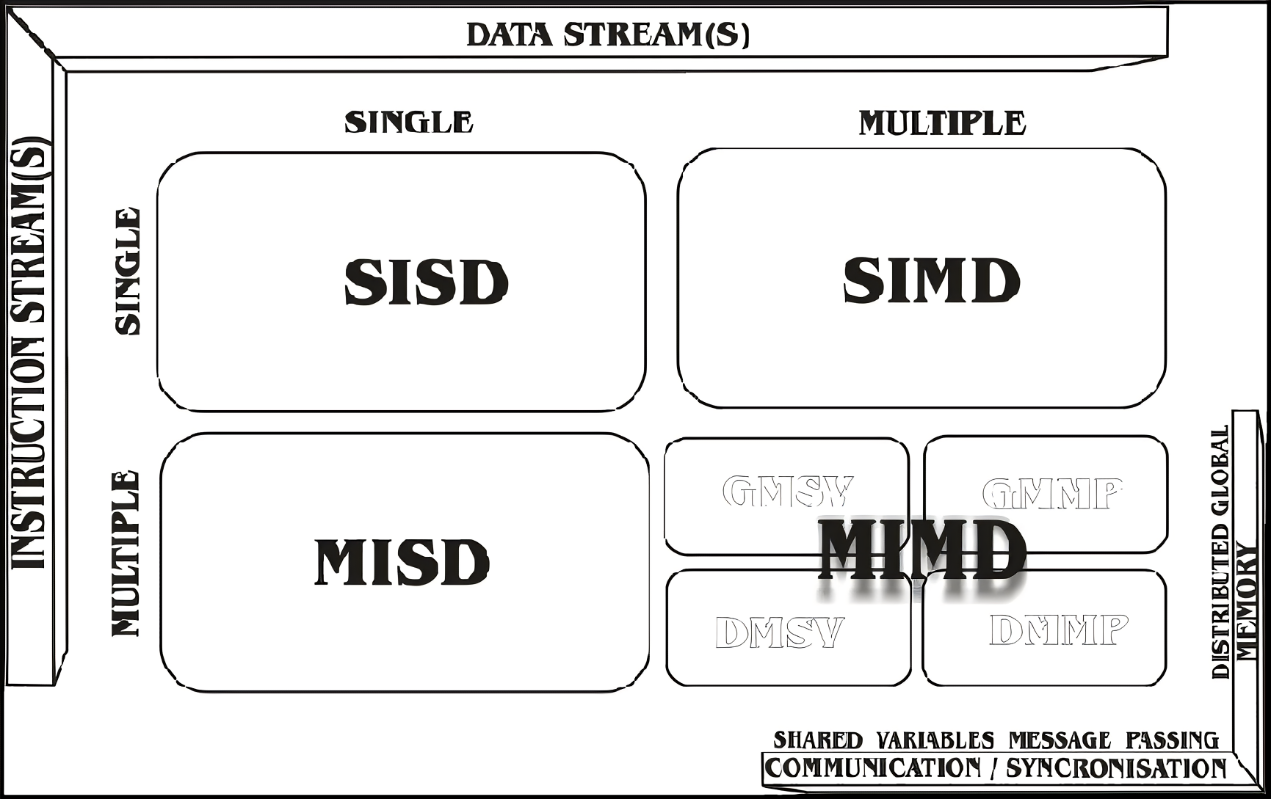 DATA STREAM(S)
SINGLE
MULTIPLE
INSTRUCTION STREAM(S)
SINGLE
SISD
SIMD
MULTIPLE
MISD
GMSV
GMMP
MIMD
DMSV
DMMP
DISTRIBUTED GLOBAL
MEMORY
SHARED VARIABLES MESSAGE PASSING
COMMUNICATION / SYNCRONISATION